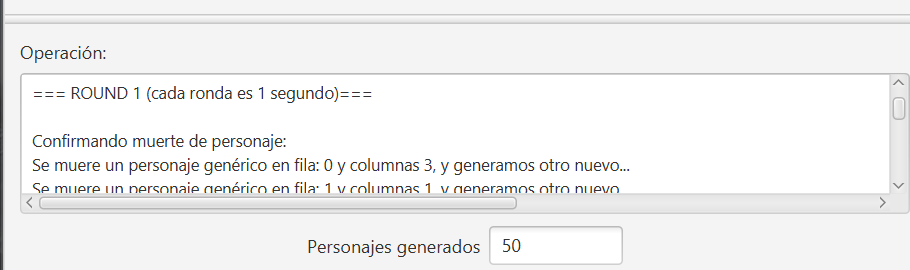 Operación:
=== ROUND 1 (cada ronda es 1 segundo)===
Confirmando muerte de personaje:
Se muere un personaje genérico en fila: 0 y columnas 3, y generamos otro nuevo...
Se muere un personaje genérico en fila: 1 y columnas 1, y generamos otro nuevo
Personajes generados 50